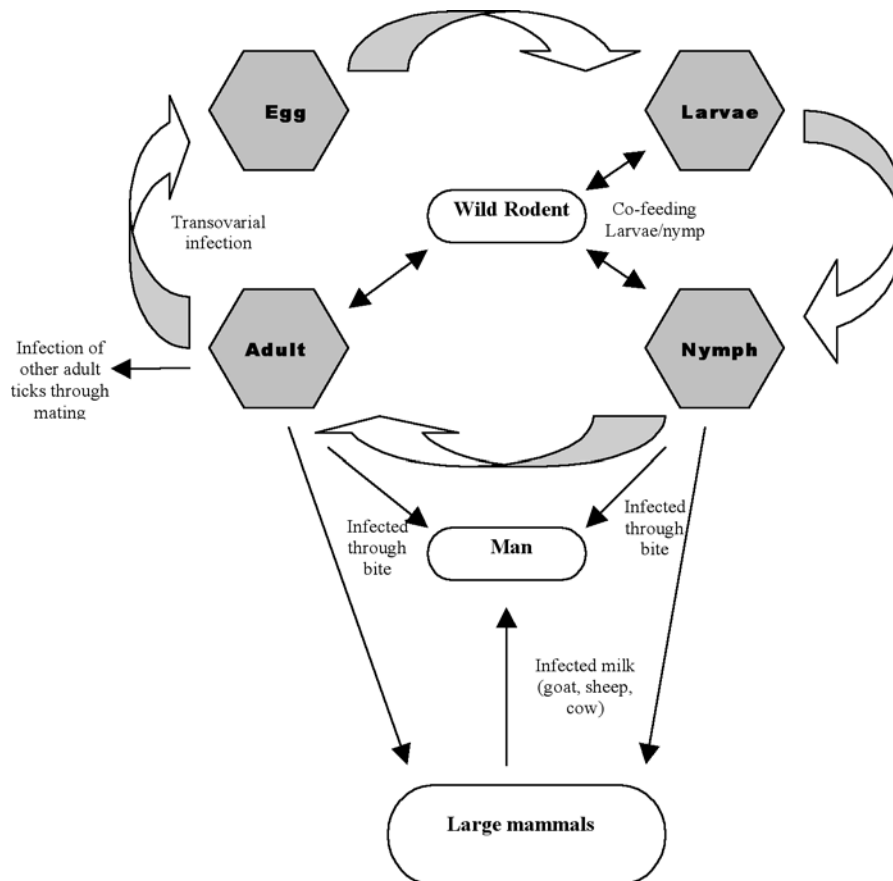 Egg
Larvae
Wild Rodent
Transovarial
infection
Co-feeding
Larvae/nymp
Adult
Nymph
Infection of
other adult
ticks through
mating
Infected
through
bite
Man
Infected
through
bite
Infected milk
(goat, sheep,
cow)
Large mammals